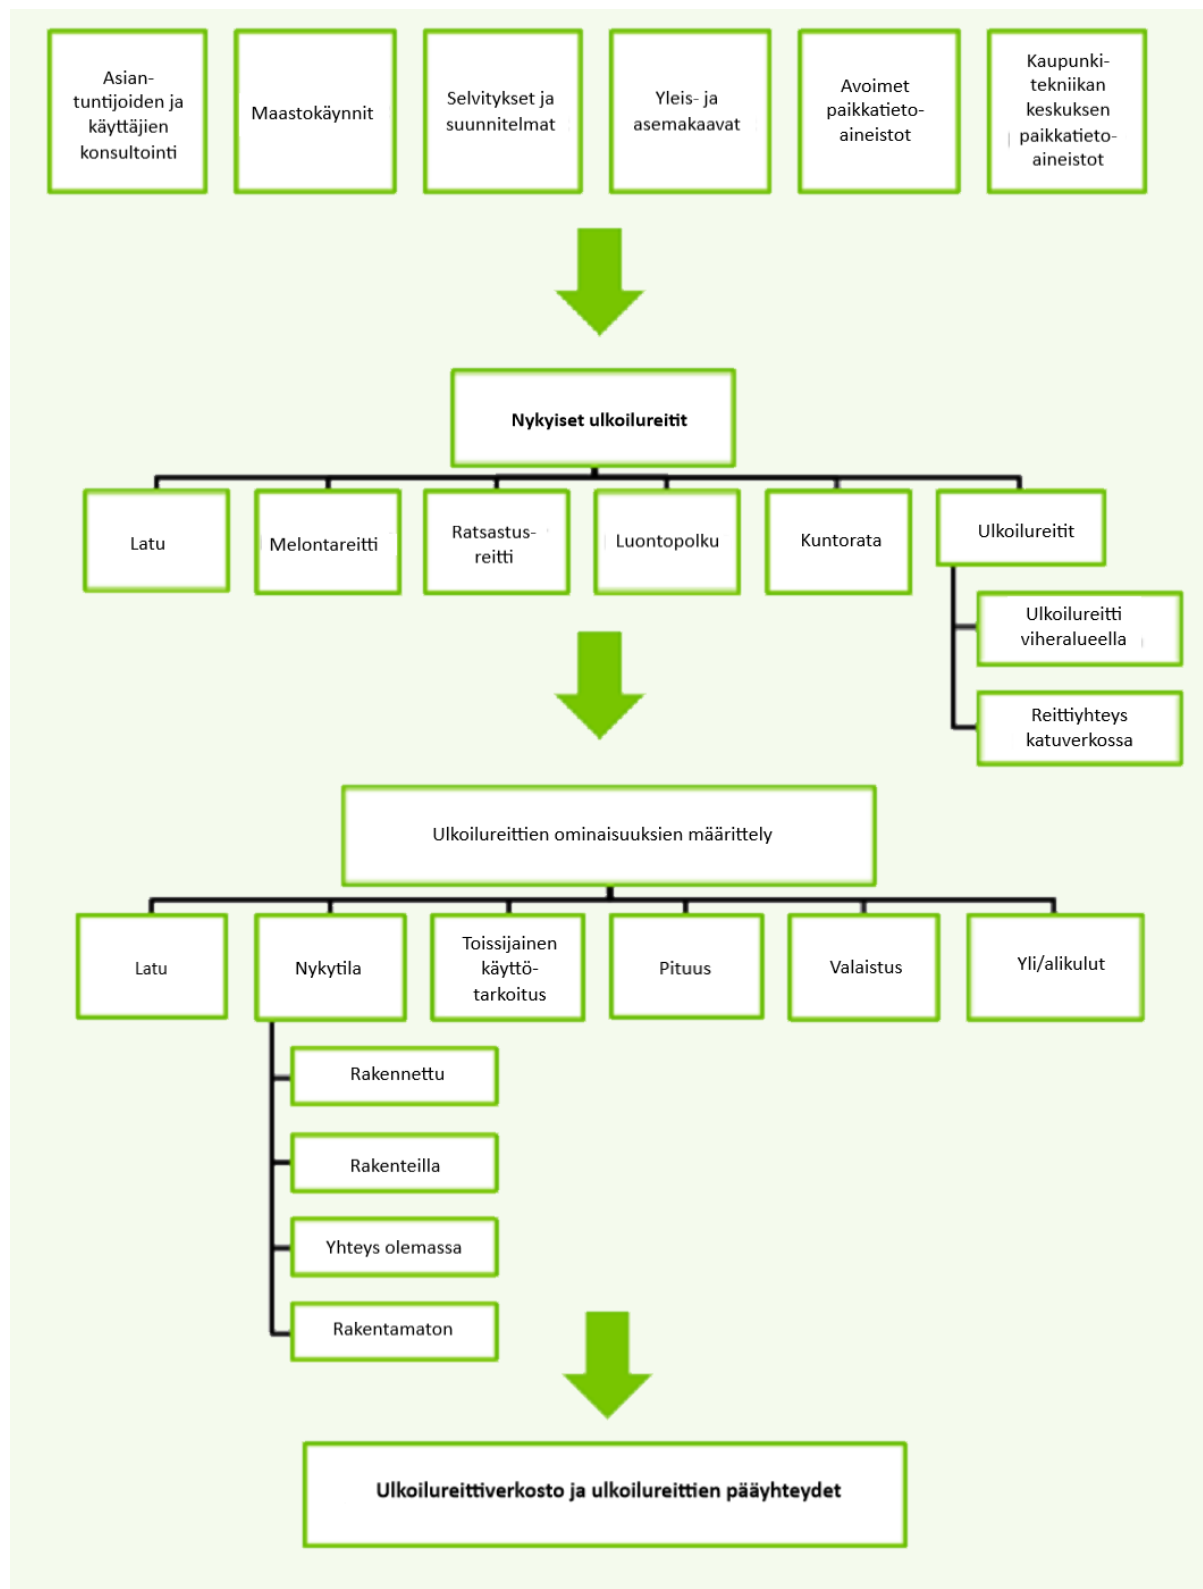 Asian-
tuntijoiden ja
käyttäjien
konsultointi
Maastokäynnit
Selvitykset ja
suunnitelmat
Yleis- ja
asemakaavat
Avoimet
paikkatieto-
aineistot
Kaupunki-
tekniikan
keskuksen
paikkatieto-
aineistot
Nykyiset ulkoilureitit
Latu
Melontareitti
Ratsastus-
reitti
Luontopolku
Kuntorata
Ulkoilureitit
Ulkoilureitti
viheralueella
Reittiyhteys
katuverkossa
Ulkoilureittien ominaisuuksien määrittely
Latu
Nykytila
Toissijainen
käyttö-
tarkoitus
Pituus
Valaistus
Yli/alikulut
Rakennettu
Rakenteilla
Yhteys olemassa
Rakentamaton
Ulkoilureittiverkosto ja ulkoilureittien pääyhteydet